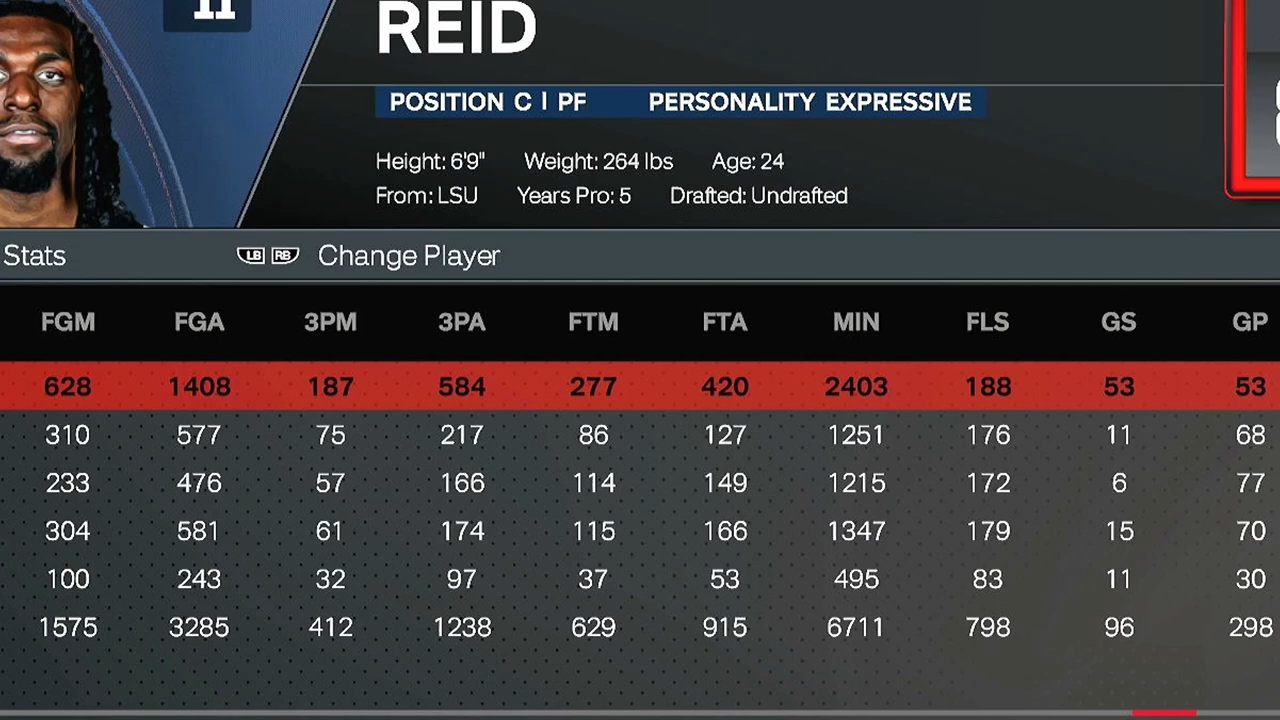 11
REID
POSITION C | PF PERSONALITY EXPRESSIVE
Height: 6'9" Weight: 264 lbs Age: 24
From: LSU Years Pro: 5 Drafted: Undrafted
Stats LB RB Change Player
FGM FGA 3PM 3PA FTM FTA MIN FLS GS GP
628 1408 187 584 277 420 2403 188 53 53
310 577 75 217 86 127 1251 176 11 68
233 476 57 166 114 149 1215 172 6 77
304 581 61 174 115 166 1347 179 15 70
100 243 32 97 37 53 495 83 11 30
1575 3285 412 1238 629 915 6711 798 96 298